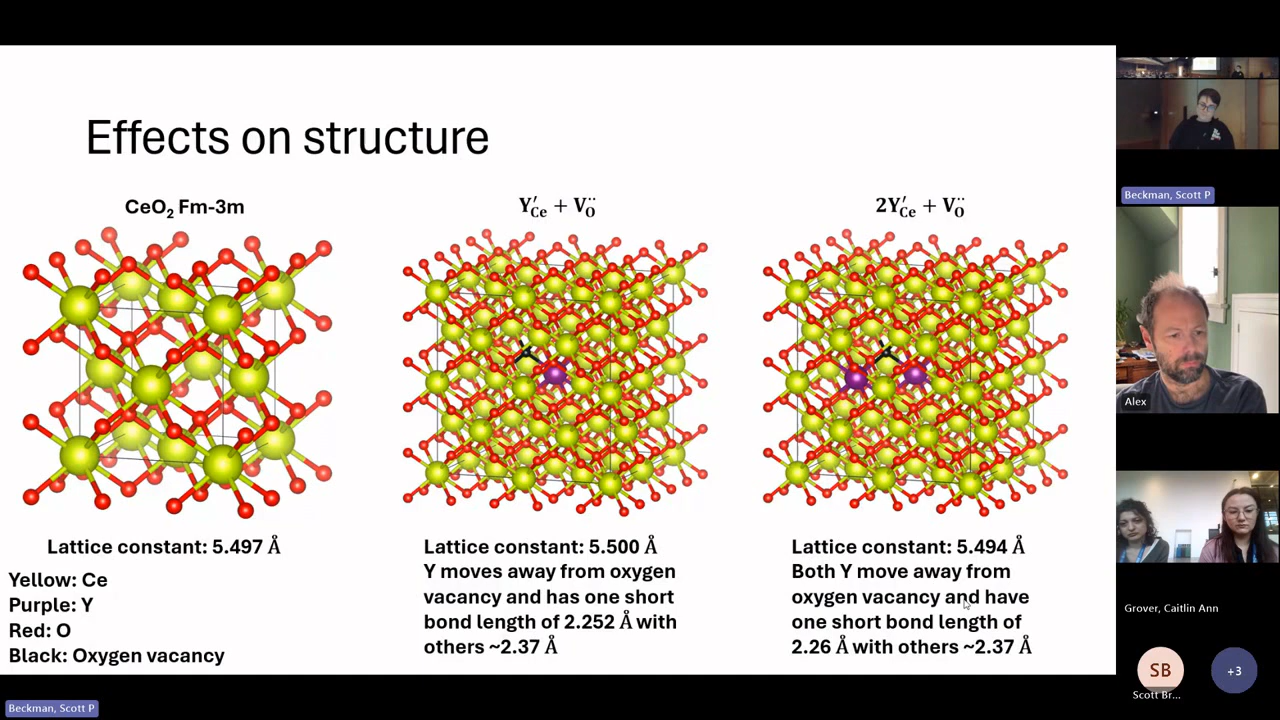 Effects on structure
CeO₂ Fm-3m
Lattice constant: 5.497 Å
Yellow: Ce
Purple: Y
Red: O
Black: Oxygen vacancy
Y′Ce + V¨O
Lattice constant: 5.500 Å
Y moves away from oxygen
vacancy and has one short
bond length of 2.252 Å with
others ~2.37 Å
2Y′Ce + V¨O
Lattice constant: 5.494 Å
Both Y move away from
oxygen vacancy and have
one short bond length of
2.26 Å with others ~2.37 Å
Beckman, Scott P
Beckman, Scott P
Alex
Grover, Caitlin Ann
SB
Scott Br...
+3